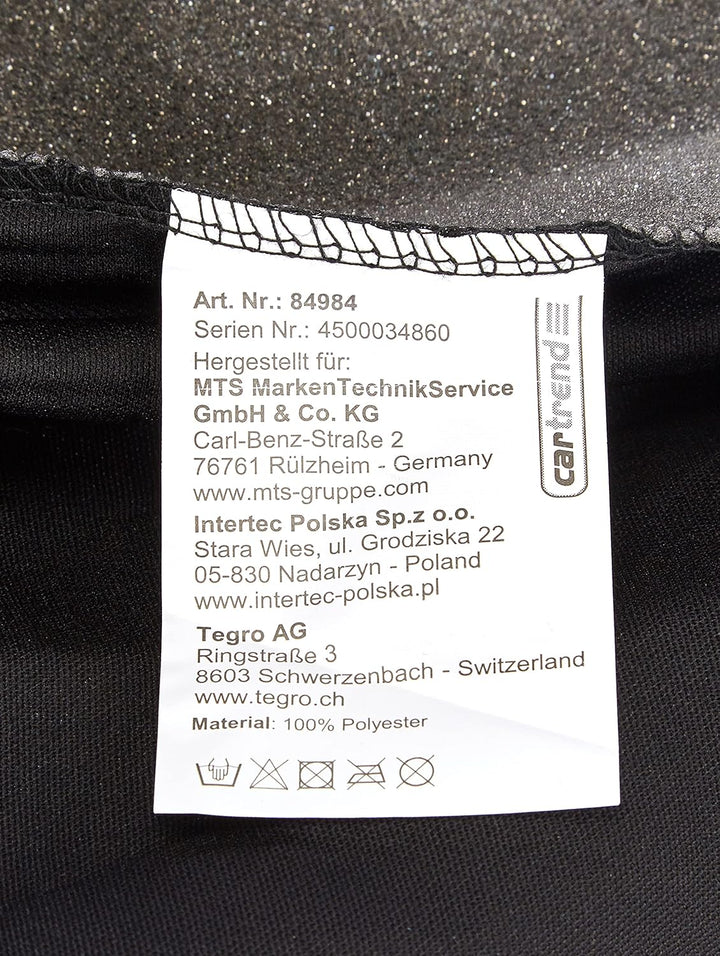 Art. Nr.: 84984
Serien Nr.: 4500034860
Hergestellt für:
MTS MarkenTechnikService
GmbH & Co. KG
Carl-Benz-Straße 2
76761 Rülzheim - Germany
www.mts-gruppe.com
Intertec Polska Sp.z o.o.
Stara Wies, ul. Grodziska 22
05-830 Nadarzyn - Poland
www.intertec-polska.pl
Tegro AG
Ringstraße 3
8603 Schwerzenbach - Switzerland
www.tegro.ch
Material: 100% Polyester
cartrend